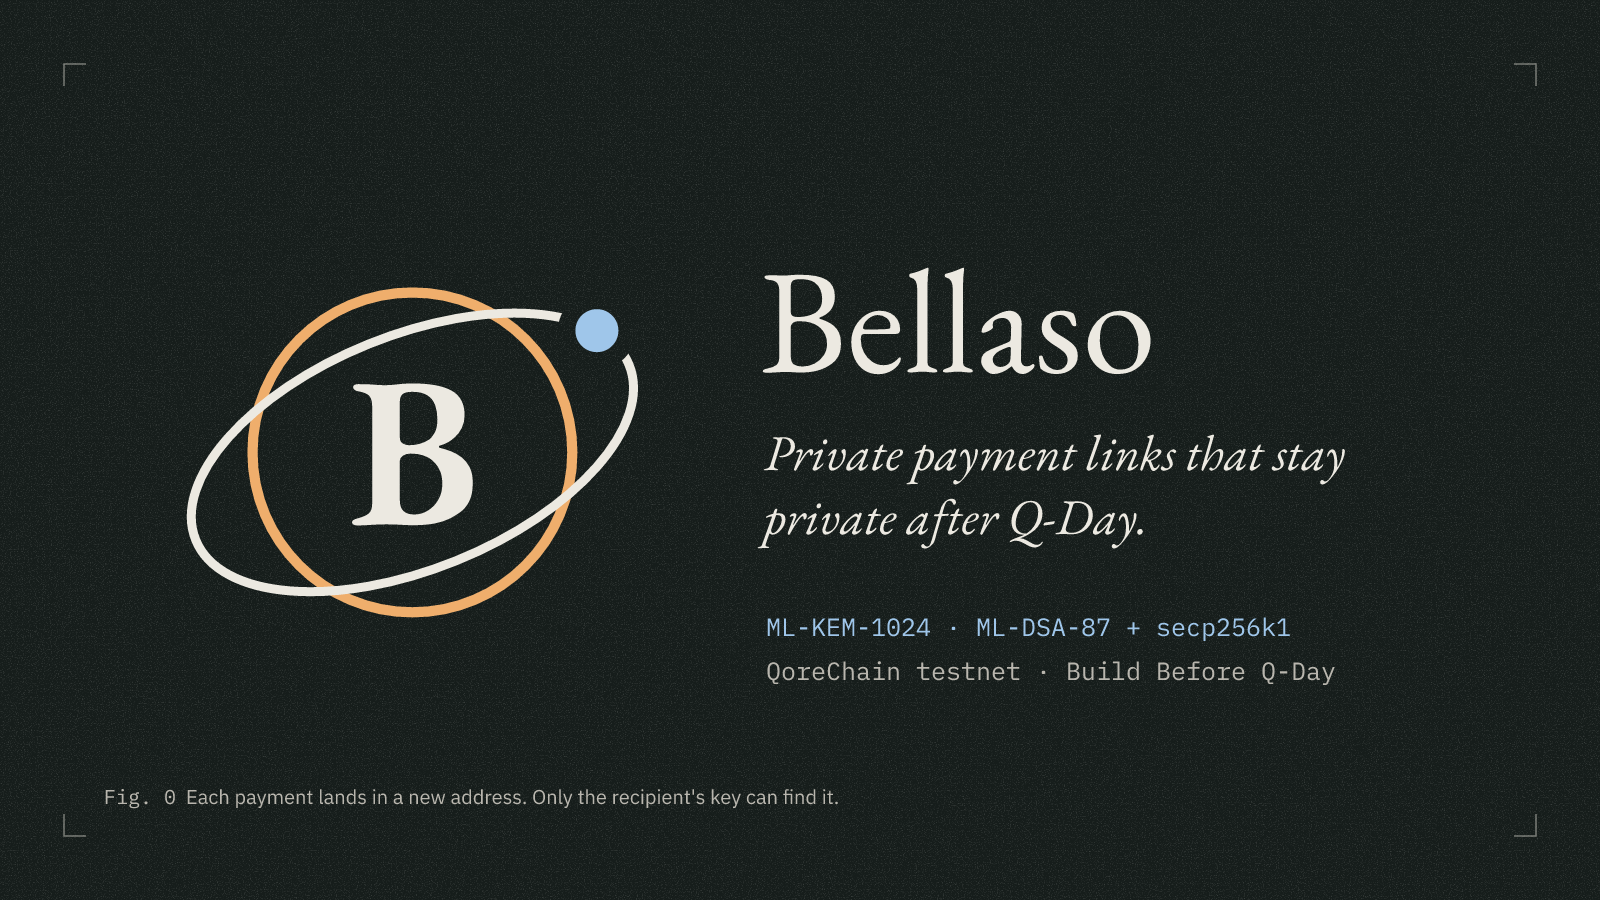 B
Bellaso
Private payment links that stay
private after Q-Day.
ML-KEM-1024 · ML-DSA-87 + secp256k1
QoreChain testnet · Build Before Q-Day
Fig. 0 Each payment lands in a new address. Only the recipient's key can find it.